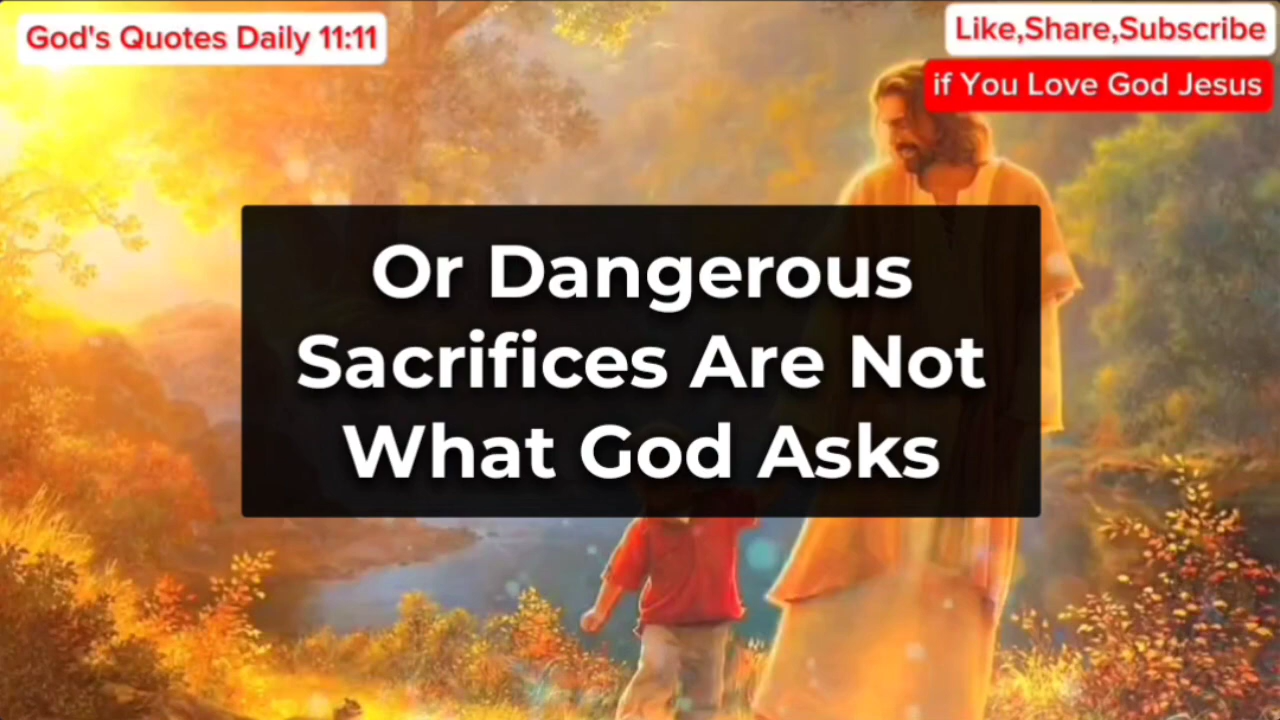 God's Quotes Daily 11:11
Like,Share,Subscribe
if You Love God Jesus
Or Dangerous
Sacrifices Are Not
What God Asks